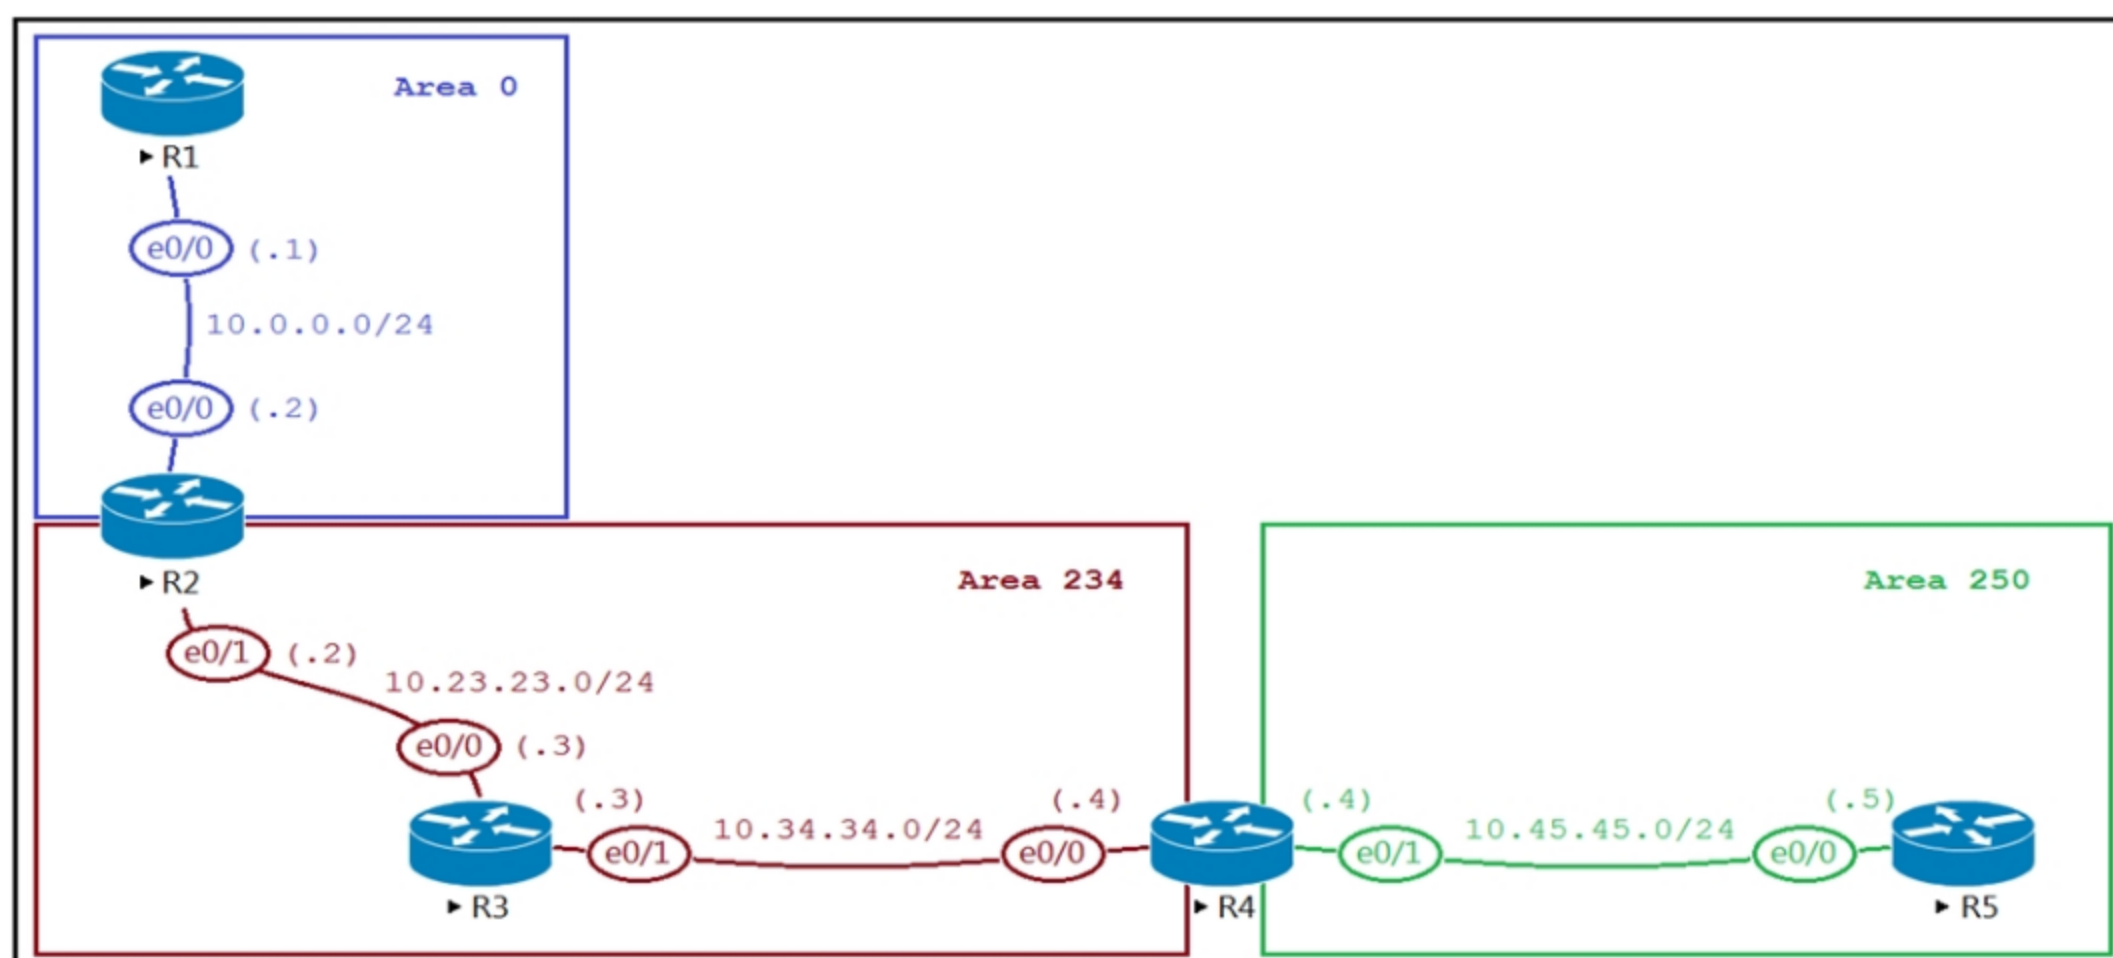 Area 0
R1
e0/0 (.1)
10.0.0.0/24
e0/0 (.2)
R2
Area 234
Area 250
e0/1 (.2)
10.23.23.0/24
e0/0 (.3)
(.3) (.4) (.4) (.5)
10.34.34.0/24 10.45.45.0/24
e0/1 e0/0 e0/1 e0/0
R3 R4 R5